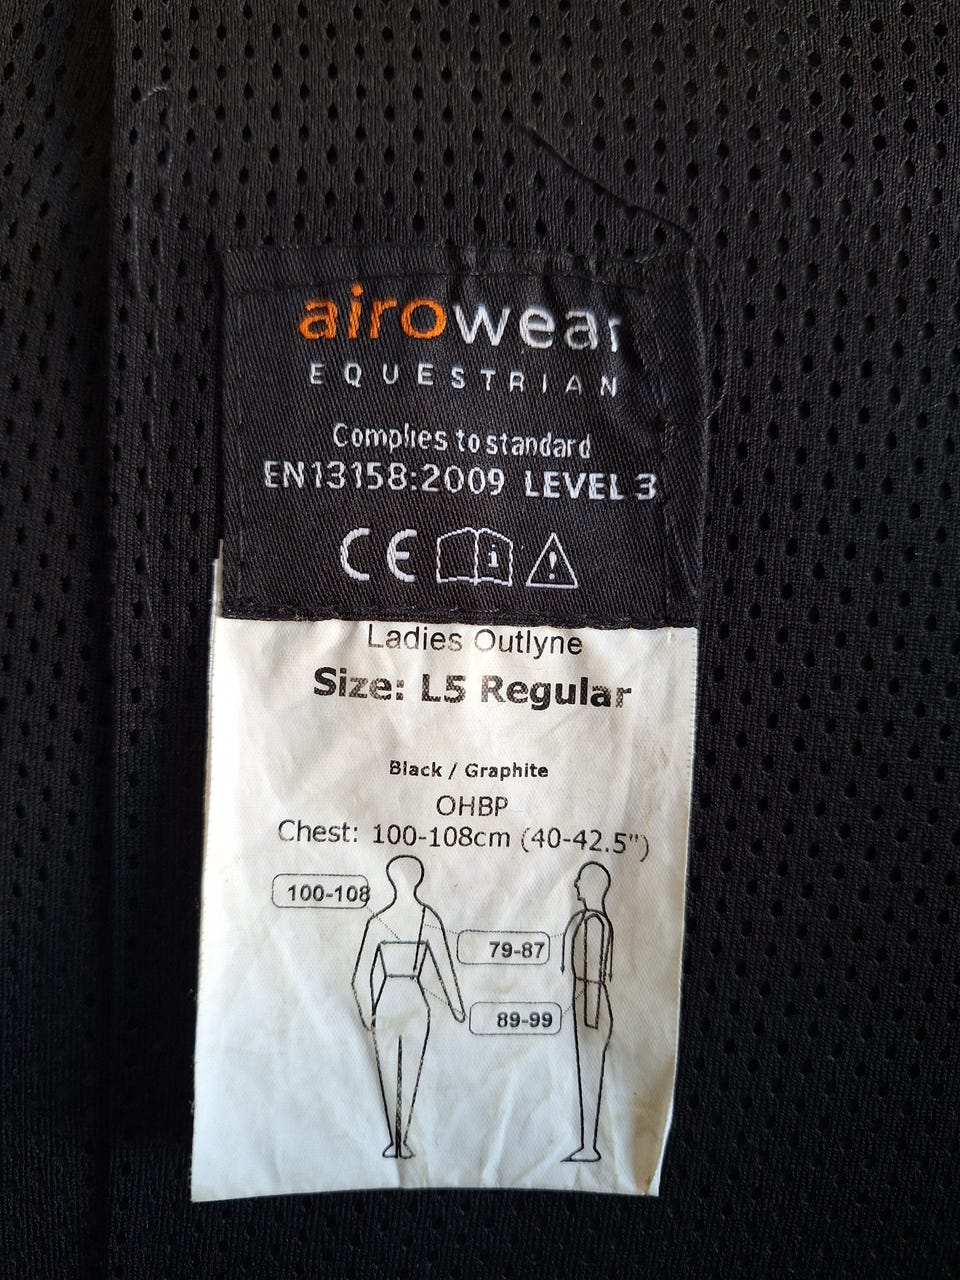 airowear
EQUESTRIAN
Complies to standard
EN13158:2009 LEVEL 3
CE i !
Ladies Outlyne
Size: L5 Regular
Black / Graphite
OHBP
Chest: 100-108cm (40-42.5")
100-108
79-87
89-99